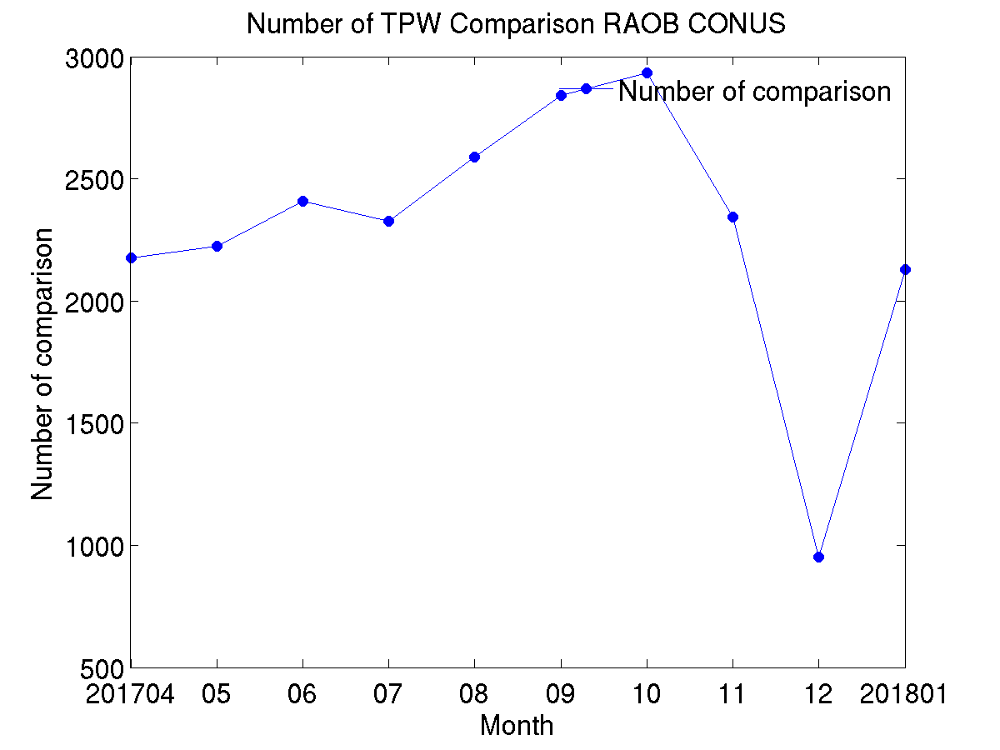 Number of TPW Comparison RAOB CONUS
3000
2500
2000
1500
1000
500
Number of comparison
Number of comparison
201704 05 06 07 08 09 10 11 12 201801
Month